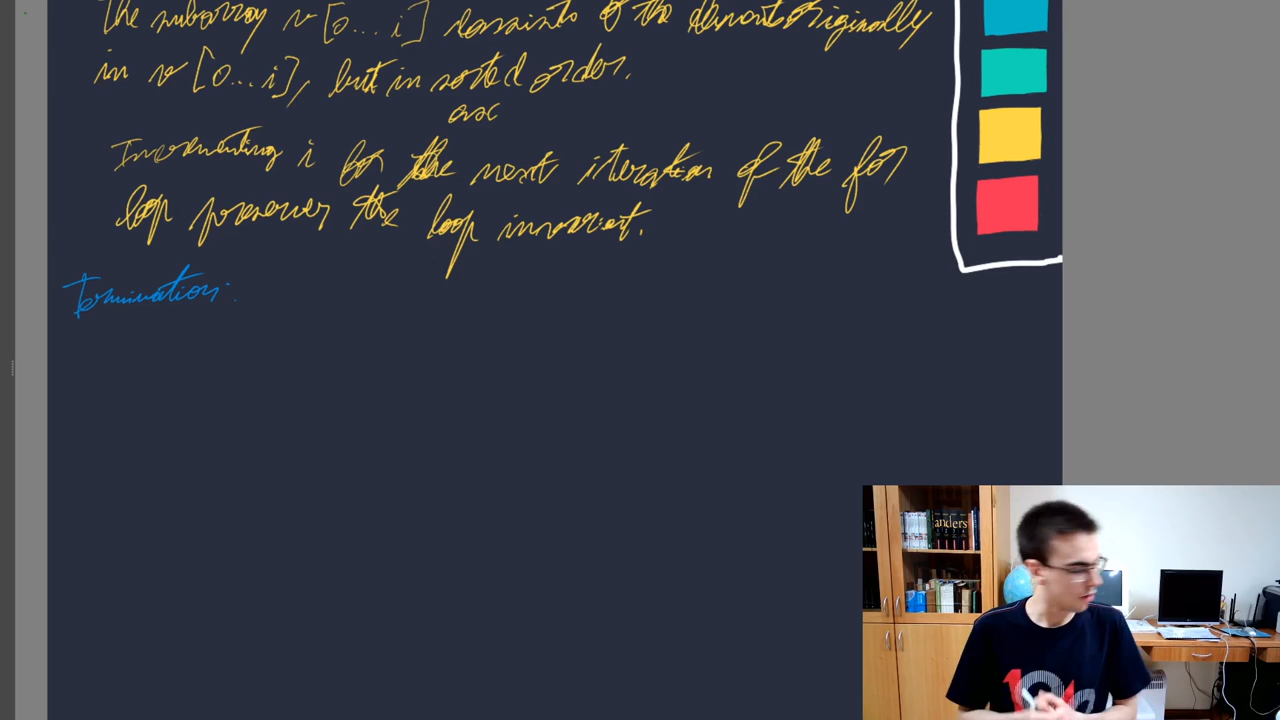 The subarray v[0...i] consists of the elements originally
in v[0...i], but in sorted order.
asc
Incrementing i for the next iteration of the for
loop preserves the loop invariant.
Termination:
anders